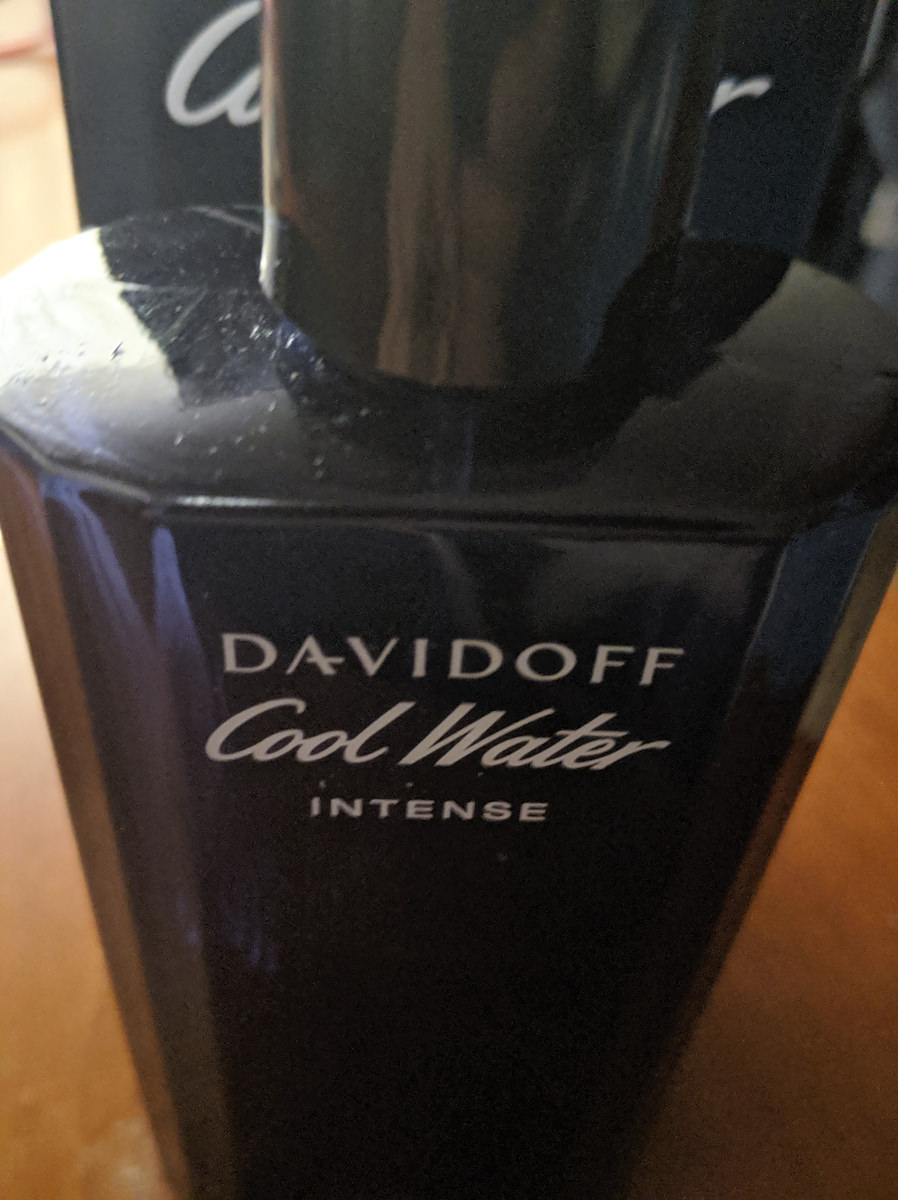 DAVIDOFF
Cool Water
INTENSE